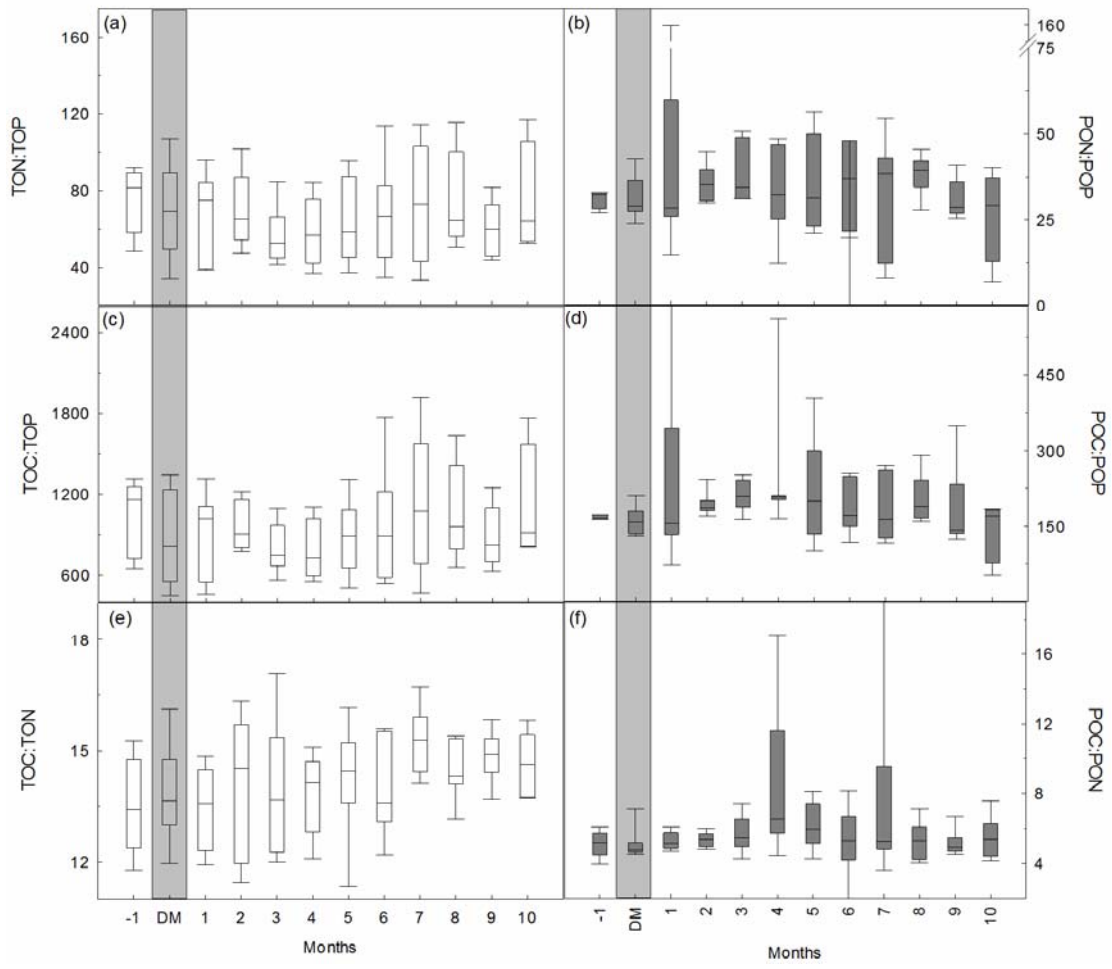 (a)
160
120
80
40
TON:TOP
(b)
160
75
50
25
0
PON:POP
(c)
2400
1800
1200
600
TOC:TOP
(d)
450
300
150
POC:POP
(e)
18
15
12
TOC:TON
(f)
16
12
8
4
POC:PON
-1 DM 1 2 3 4 5 6 7 8 9 10
Months
-1 DM 1 2 3 4 5 6 7 8 9 10
Months